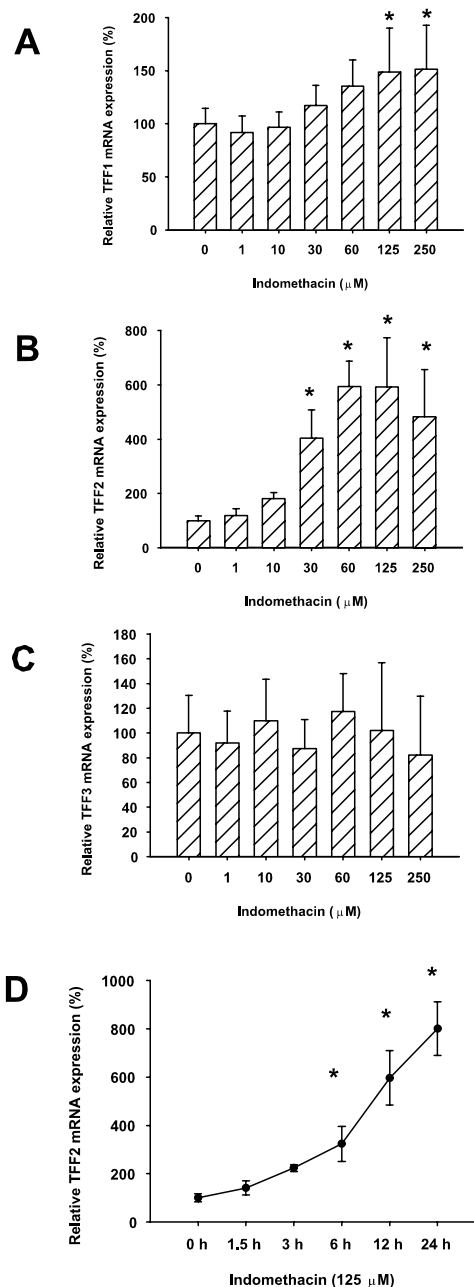 A
Relative TFF1 mRNA expression (%)
200
150
100
50
0
* *
0 1 10 30 60 125 250
Indomethacin (μM)
B
Relative TFF2 mRNA expression (%)
800
600
400
200
0
* * * *
0 1 10 30 60 125 250
Indomethacin (μM)
C
Relative TFF3 mRNA expression (%)
180
160
140
120
100
80
60
40
20
0
0 1 10 30 60 125 250
Indomethacin (μM)
D
Relative TFF2 mRNA expression (%)
1000
800
600
400
200
0
* * *
0 h 1.5 h 3 h 6 h 12 h 24 h
Indomethacin (125 μM)